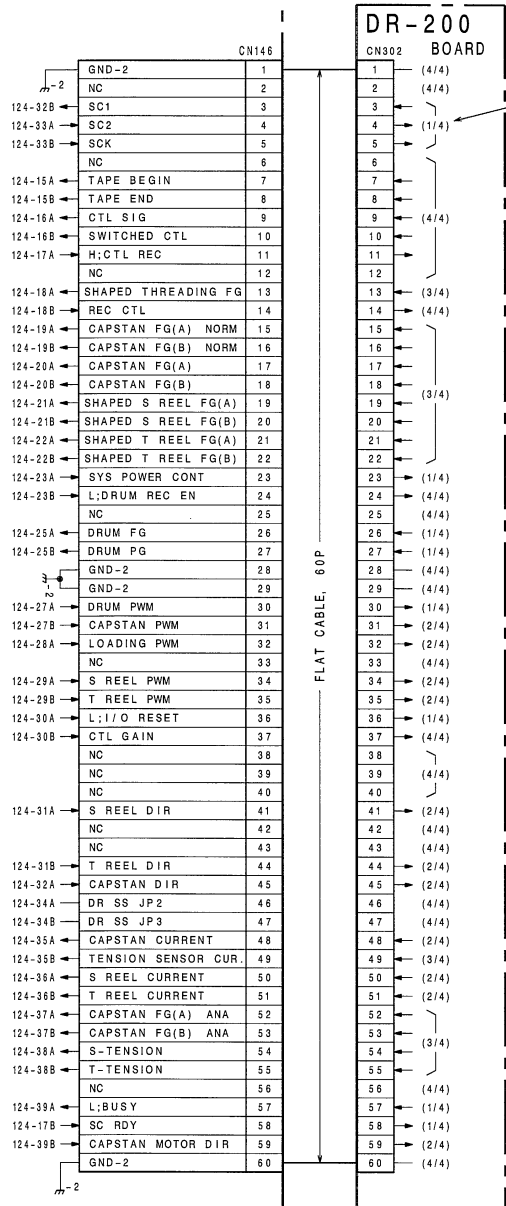 DR-200
CN146 CN302 BOARD
GND-2 1 1 (4/4)
-2 NC 2 2 (4/4)
124-32B SC1 3 3
124-33A SC2 4 4 (1/4)
124-33B SCK 5 5
NC 6 6
124-15A TAPE BEGIN 7 7
124-15B TAPE END 8 8
124-16A CTL SIG 9 9 (4/4)
124-16B SWITCHED CTL 10 10
124-17A H;CTL REC 11 11
NC 12 12
124-18A SHAPED THREADING FG 13 13 (3/4)
124-18B REC CTL 14 14 (4/4)
124-19A CAPSTAN FG(A) NORM 15 15
124-19B CAPSTAN FG(B) NORM 16 16
124-20A CAPSTAN FG(A) 17 17
124-20B CAPSTAN FG(B) 18 18
(3/4)
124-21A SHAPED S REEL FG(A) 19 19
124-21B SHAPED S REEL FG(B) 20 20
124-22A SHAPED T REEL FG(A) 21 21
124-22B SHAPED T REEL FG(B) 22 22
124-23A SYS POWER CONT 23 23 (1/4)
124-23B L;DRUM REC EN 24 24 (4/4)
NC 25 25 (4/4)
124-25A DRUM FG 26 26 (1/4)
124-25B DRUM PG 27 27 (1/4)
GND-2 28 28 (4/4)
-2 GND-2 29 29 (4/4)
124-27A DRUM PWM 30 30 (1/4)
124-27B CAPSTAN PWM 31 31 (2/4)
124-28A LOADING PWM 32 32 (2/4)
FLAT CABLE, 60P
NC 33 33 (4/4)
124-29A S REEL PWM 34 34 (2/4)
124-29B T REEL PWM 35 35 (2/4)
124-30A L;I/O RESET 36 36 (1/4)
124-30B CTL GAIN 37 37 (4/4)
NC 38 38
NC 39 39 (4/4)
NC 40 40
124-31A S REEL DIR 41 41 (2/4)
NC 42 42 (4/4)
NC 43 43 (4/4)
124-31B T REEL DIR 44 44 (2/4)
124-32A CAPSTAN DIR 45 45 (2/4)
124-34A DR SS JP2 46 46 (4/4)
124-34B DR SS JP3 47 47 (4/4)
124-35A CAPSTAN CURRENT 48 48 (2/4)
124-35B TENSION SENSOR CUR. 49 49 (3/4)
124-36A S REEL CURRENT 50 50 (2/4)
124-36B T REEL CURRENT 51 51 (2/4)
124-37A CAPSTAN FG(A) ANA 52 52
124-37B CAPSTAN FG(B) ANA 53 53
(3/4)
124-38A S-TENSION 54 54
124-38B T-TENSION 55 55
NC 56 56 (4/4)
124-39A L;BUSY 57 57 (1/4)
124-17B SC RDY 58 58 (1/4)
124-39B CAPSTAN MOTOR DIR 59 59 (2/4)
GND-2 60 60 (4/4)
-2